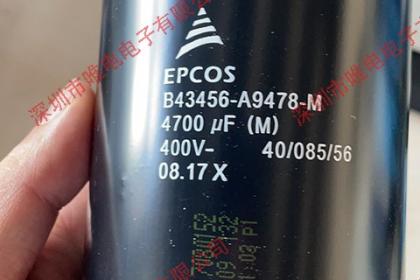 EPCOS
B43456-A9478-M
4700 µF (M)
400V- 40/085/56
08.17 X
深圳市唯电电子有限公司